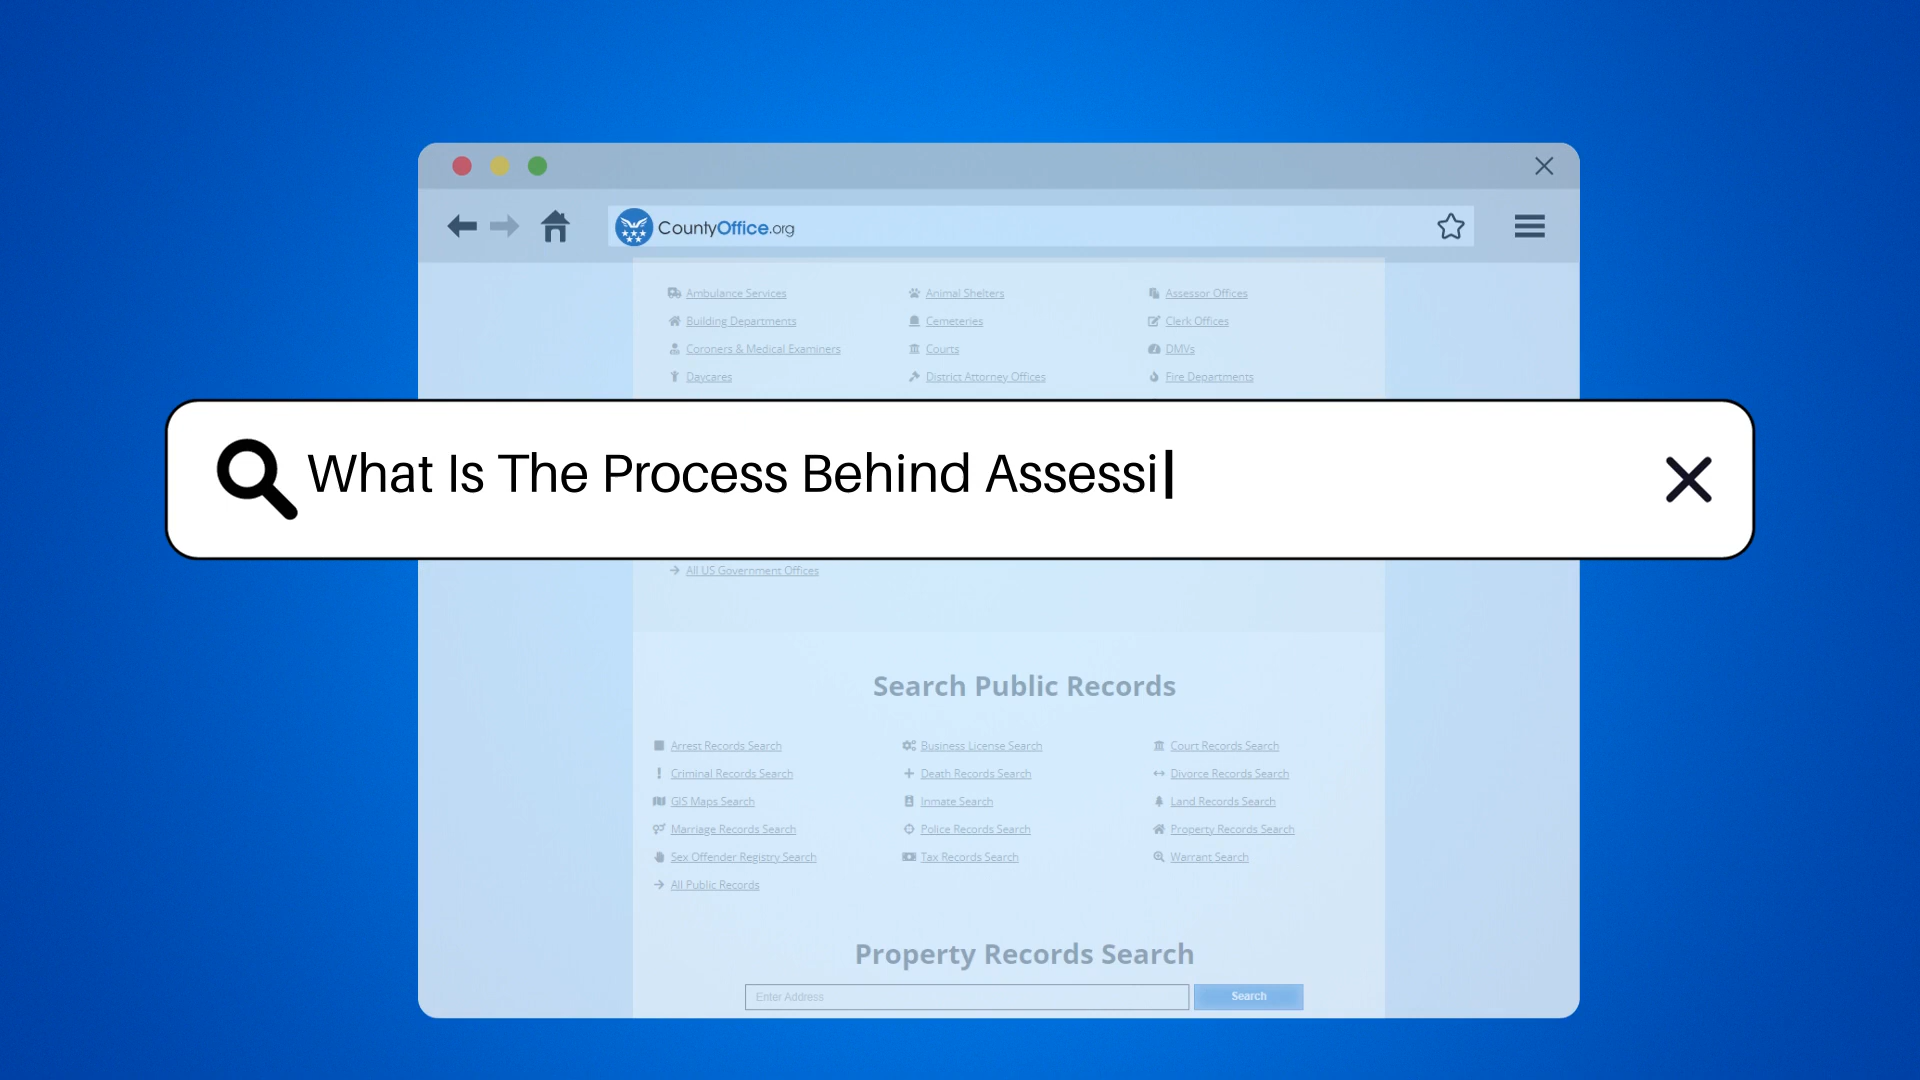 CountyOffice.org
Ambulance Services Animal Shelters Assessor Offices
Building Departments Cemeteries Clerk Offices
Coroners & Medical Examiners Courts DMVs
Daycares District Attorney Offices Fire Departments
What Is The Process Behind Assessi
All US Government Offices
Search Public Records
Arrest Records Search Business License Search Court Records Search
Criminal Records Search Death Records Search Divorce Records Search
GIS Maps Search Inmate Search Land Records Search
Marriage Records Search Police Records Search Property Records Search
Sex Offender Registry Search Tax Records Search Warrant Search
All Public Records
Property Records Search
Enter Address Search